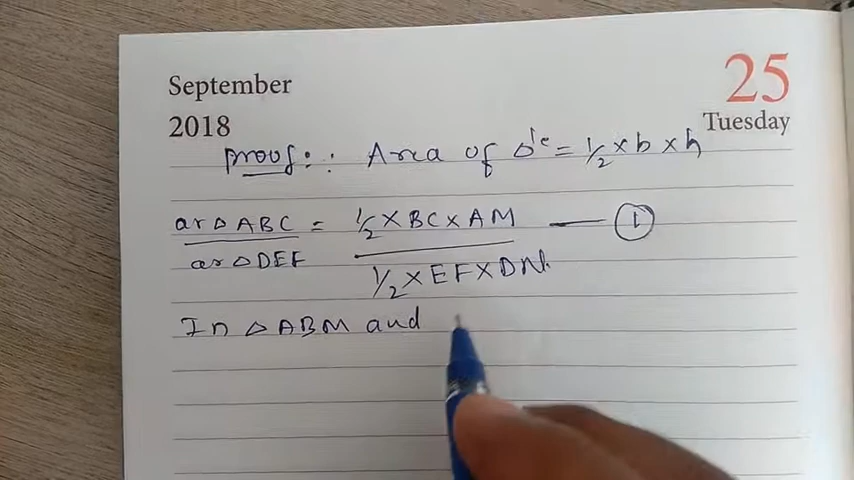 September
25
2018
Tuesday
Proof:: Area of Δle = 1/2 × b × h
ar Δ ABC = 1/2 × BC × AM — ①
ar Δ DEF 1/2 × EF × DN
In Δ ABM and